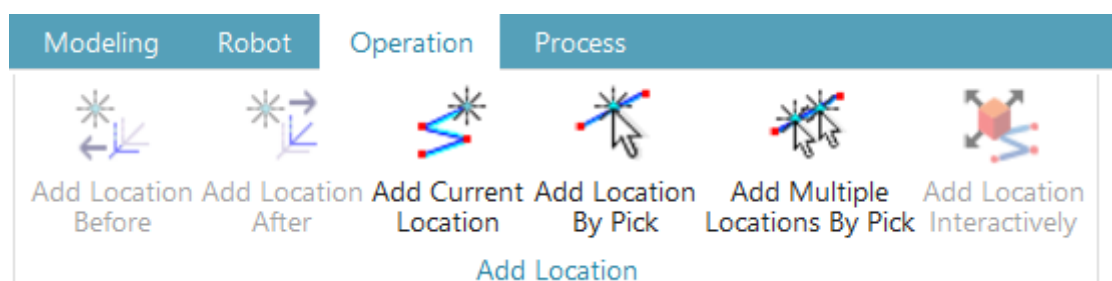 Modeling Robot Operation Process
Add Location Add Location Add Current Add Location Add Multiple Add Location
Before After Location By Pick Locations By Pick Interactively
Add Location